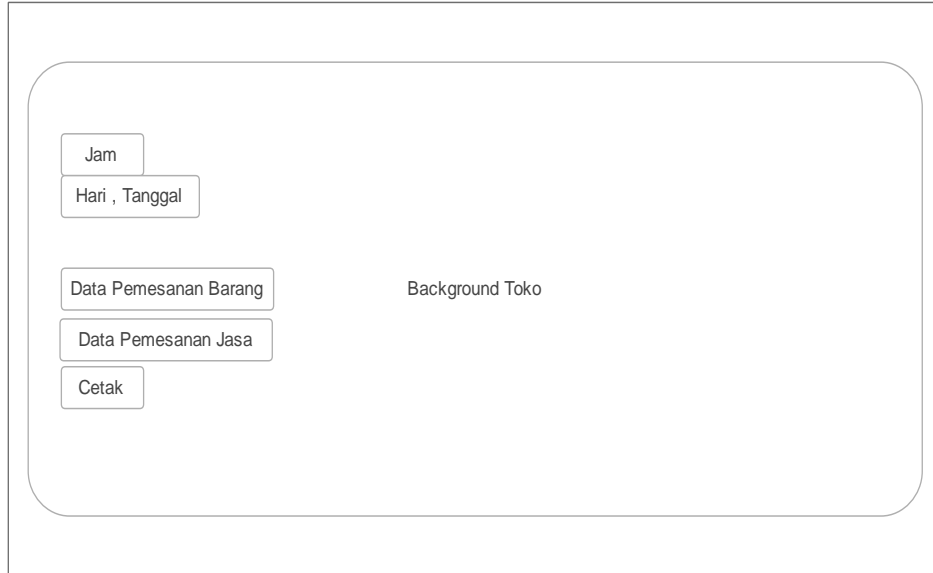 Jam
Hari , Tanggal
Data Pemesanan Barang
Background Toko
Data Pemesanan Jasa
Cetak